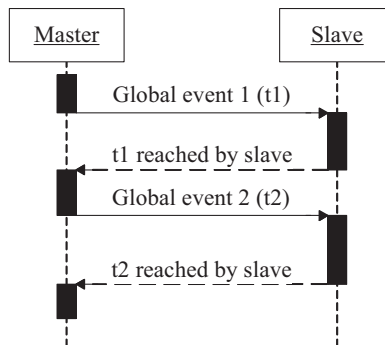 Master
Slave
Global event 1 (t1)
t1 reached by slave
Global event 2 (t2)
t2 reached by slave